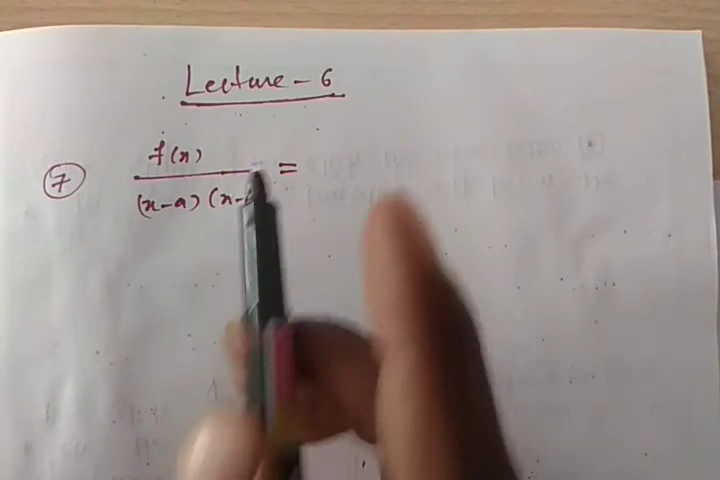 Lecture - 6
7 f(x) =
(x-a) (x-